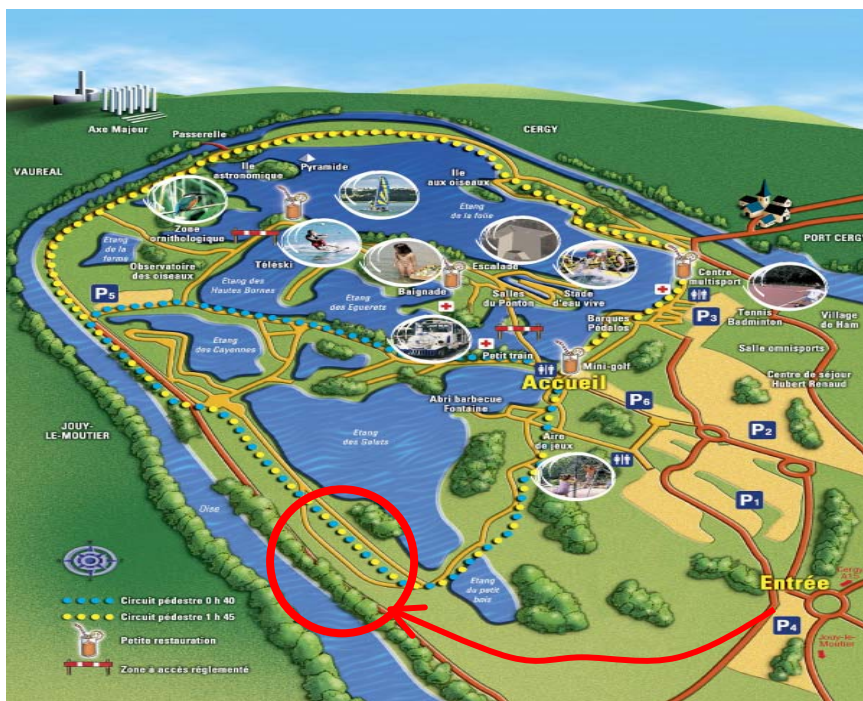 Axe Majeur
Passerelle
CERGY
VAUREAL
Ile
astronomique
Pyramide
Ile
aux oiseaux
Etang
de la folie
Zone
ornithologique
PORT CERGY
Etang
de la
ferme
Observatoire
des oiseaux
Téléski
Escalade
Centre
multisport
Etang des
Hautes Bornes
Baignade
Salles
du Ponton
Stade
d'eau vive
P5
Etang
des Eguerets
Barques
Pédalos
P3
Tennis
Badminton
Village
de Ham
Etang
des Cayennes
Petit train
Mini-golf
Salle omnisports
Accueil
Centre de séjour
Hubert Renaud
Abri barbecue
Fontaine
P6
JOUY-
LE-MOUTIER
Etang
des Galets
Aire
de jeux
P2
P1
Oise
Etang
du petit
bois
Entrée
Cergy
A15
Circuit pédestre 0 h 40
Circuit pédestre 1 h 45
P4
Petite restauration
Jouy-le-
Moutier
Zone à accès réglementé